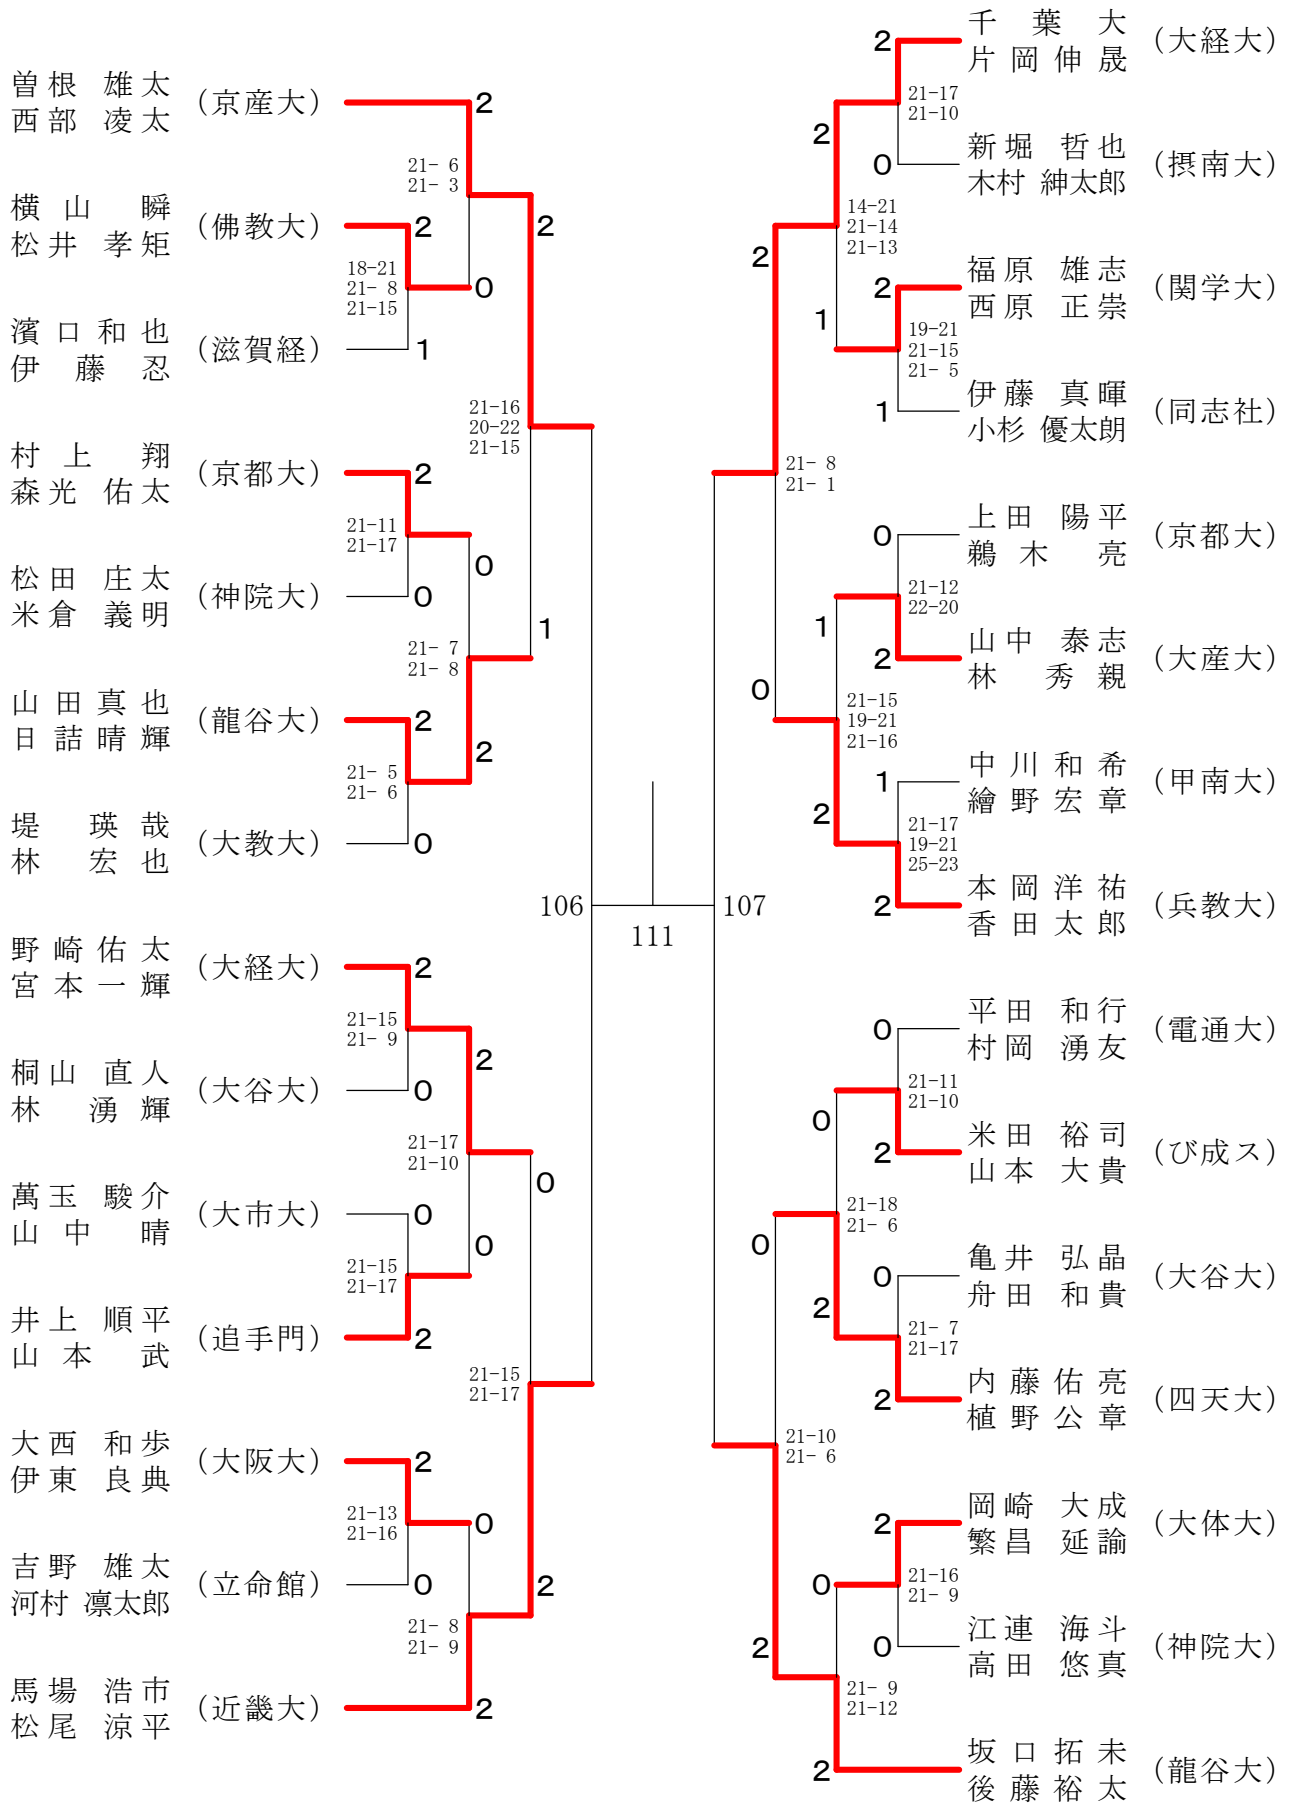 曽根 雄太
西部 凌太
(京産大)
2
21- 6
21- 3
横山 瞬
松井 孝矩
(佛教大)
2
2
18-21
21- 8
21-15
0
濱口和也
伊藤忍
(滋賀経)
1
21-16
20-22
21-15
村上 翔
森光 佑太
(京都大)
2
21-11
21-17
0
松田 庄太
米倉 義明
(神院大)
0
1
21- 7
21- 8
山田真也
日詰晴輝
(龍谷大)
2
2
21- 5
21- 6
堤 瑛哉
林 宏也
(大教大)
0
106
111
107
野崎佑太
宮本一輝
(大経大)
2
21-15
21- 9
2
桐山 直人
林 湧輝
(大谷大)
0
21-17
21-10
0
萬玉 駿介
山中 晴
(大市大)
0
0
21-15
21-17
井上 順平
山本 武
(追手門)
2
21-15
21-17
大西 和歩
伊東 良典
(大阪大)
2
21-13
21-16
0
吉野 雄太
河村 凛太郎
(立命館)
0
2
21- 8
21- 9
馬場 浩市
松尾 涼平
(近畿大)
2
2
千葉大
片岡伸晟
(大経大)
21-17
21-10
2
0
新堀 哲也
木村 紳太郎
(摂南大)
14-21
21-14
21-13
2
2
福原 雄志
西原 正崇
(関学大)
1
19-21
21-15
21- 5
1
伊藤 真暉
小杉 優太朗
(同志社)
21- 8
21- 1
0
上田 陽平
鵜木 亮
(京都大)
21-12
22-20
1
2
山中 泰志
林 秀親
(大産大)
0
21-15
19-21
21-16
1
中川和希
繪野宏章
(甲南大)
2
21-17
19-21
25-23
2
本岡洋祐
香田太郎
(兵教大)
0
平田 和行
村岡 湧友
(電通大)
21-11
21-10
0
2
米田 裕司
山本 大貴
(び成ス)
21-18
21- 6
0
0
亀井 弘晶
舟田 和貴
(大谷大)
2
21- 7
21-17
2
内藤佑亮
植野公章
(四天大)
21-10
21- 6
2
岡崎 大成
繁昌 延諭
(大体大)
21-16
21- 9
0
0
江連 海斗
高田 悠真
(神院大)
2
21- 9
21-12
2
坂口拓未
後藤裕太
(龍谷大)